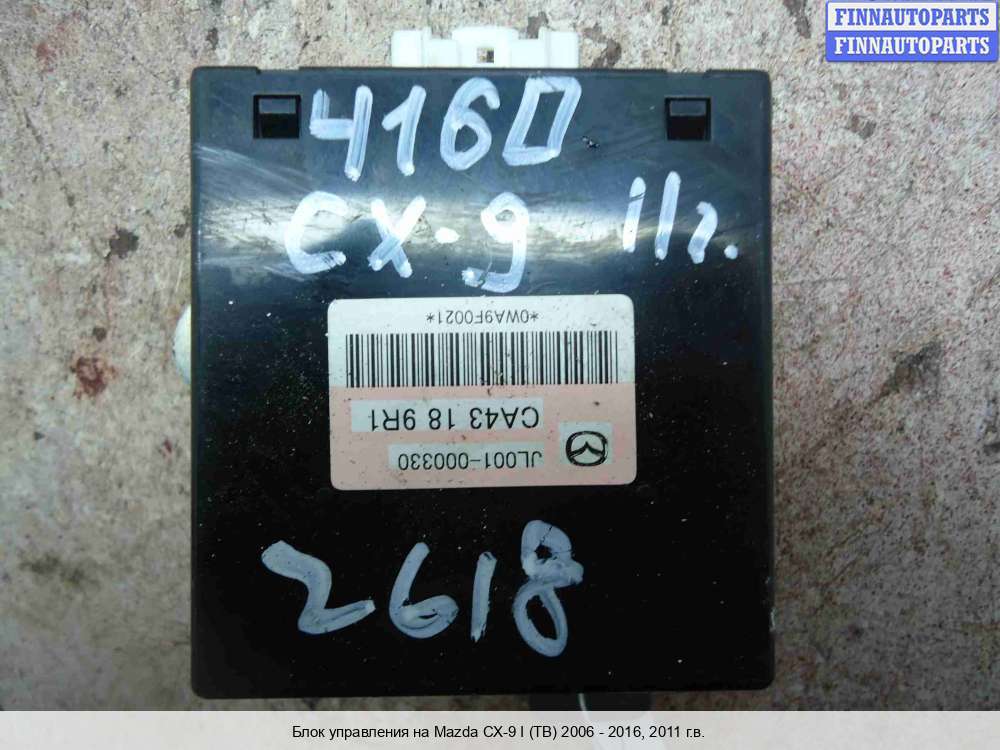 FINNAUTOPARTS
FINNAUTOPARTS
4160
CX-9 11г.
*0WA9F0021*
CA43 18 9R1
JL001-000330
2618
Блок управления на Mazda CX-9 I (TB) 2006 - 2016, 2011 г.в.